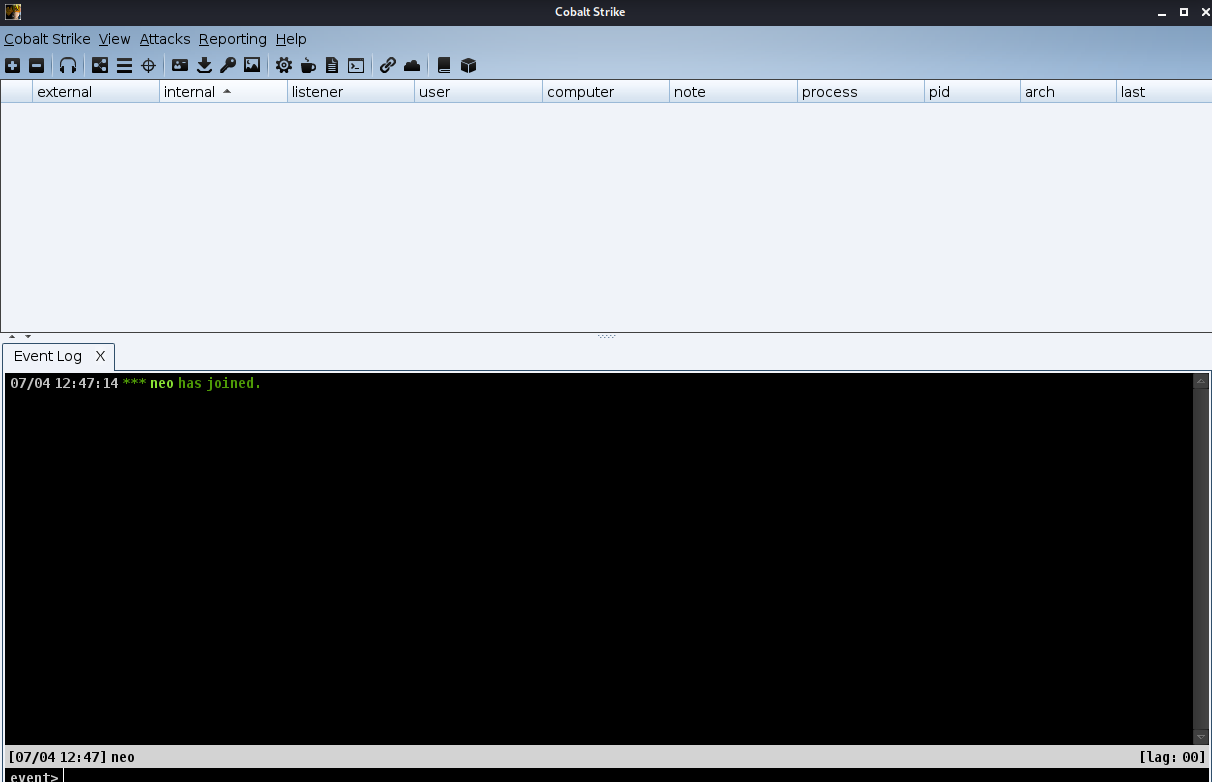 Cobalt Strike
Cobalt Strike View Attacks Reporting Help
external internal listener user computer note process pid arch last
Event Log X
07/04 12:47:14 *** neo has joined.
[07/04 12:47] neo [lag: 00]
event>